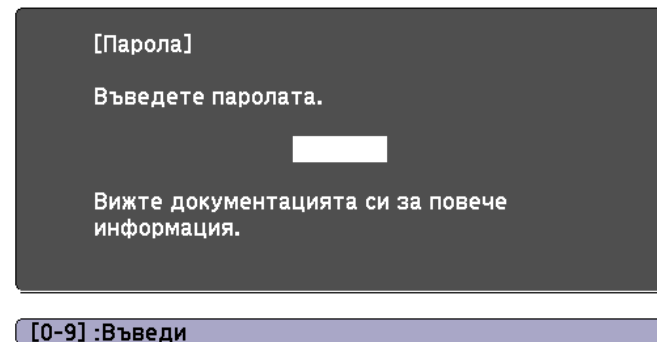 [Парола]
Въведете паролата.
Вижте документацията си за повече
информация.
[0-9] :Въведи